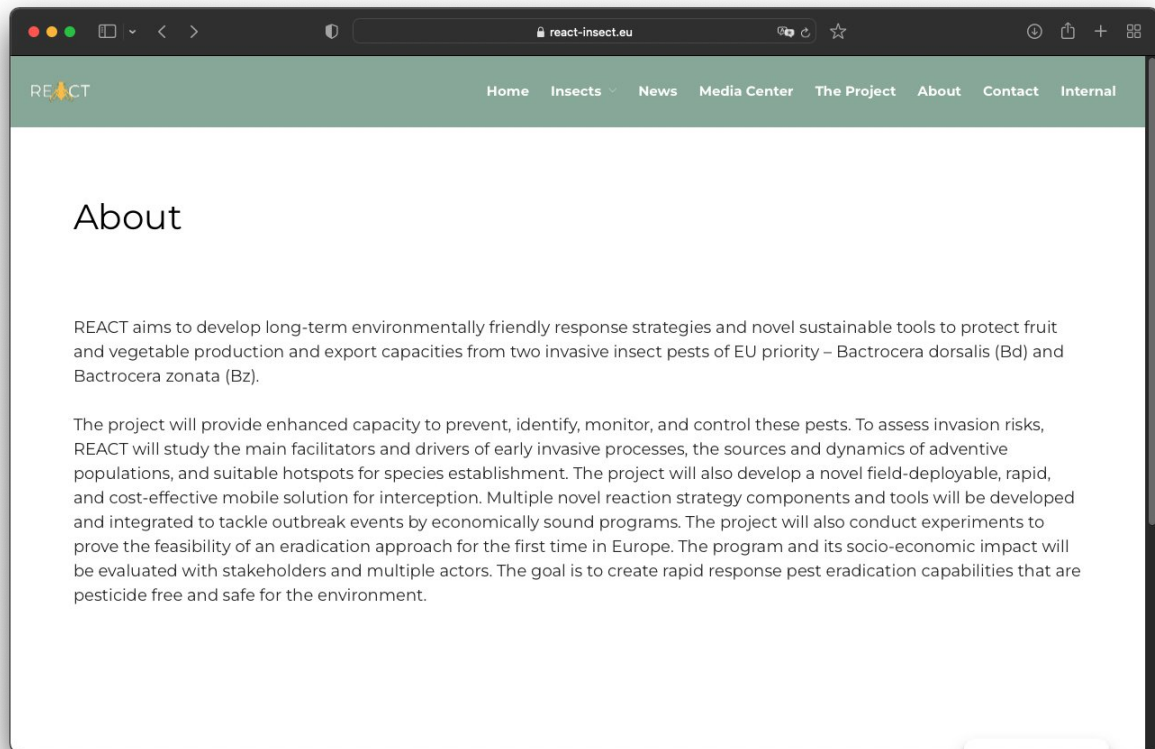 react-insect.eu
REACT
Home Insects News Media Center The Project About Contact Internal
About
REACT aims to develop long-term environmentally friendly response strategies and novel sustainable tools to protect fruit
and vegetable production and export capacities from two invasive insect pests of EU priority – Bactrocera dorsalis (Bd) and
Bactrocera zonata (Bz).
The project will provide enhanced capacity to prevent, identify, monitor, and control these pests. To assess invasion risks,
REACT will study the main facilitators and drivers of early invasive processes, the sources and dynamics of adventive
populations, and suitable hotspots for species establishment. The project will also develop a novel field-deployable, rapid,
and cost-effective mobile solution for interception. Multiple novel reaction strategy components and tools will be developed
and integrated to tackle outbreak events by economically sound programs. The project will also conduct experiments to
prove the feasibility of an eradication approach for the first time in Europe. The program and its socio-economic impact will
be evaluated with stakeholders and multiple actors. The goal is to create rapid response pest eradication capabilities that are
pesticide free and safe for the environment.